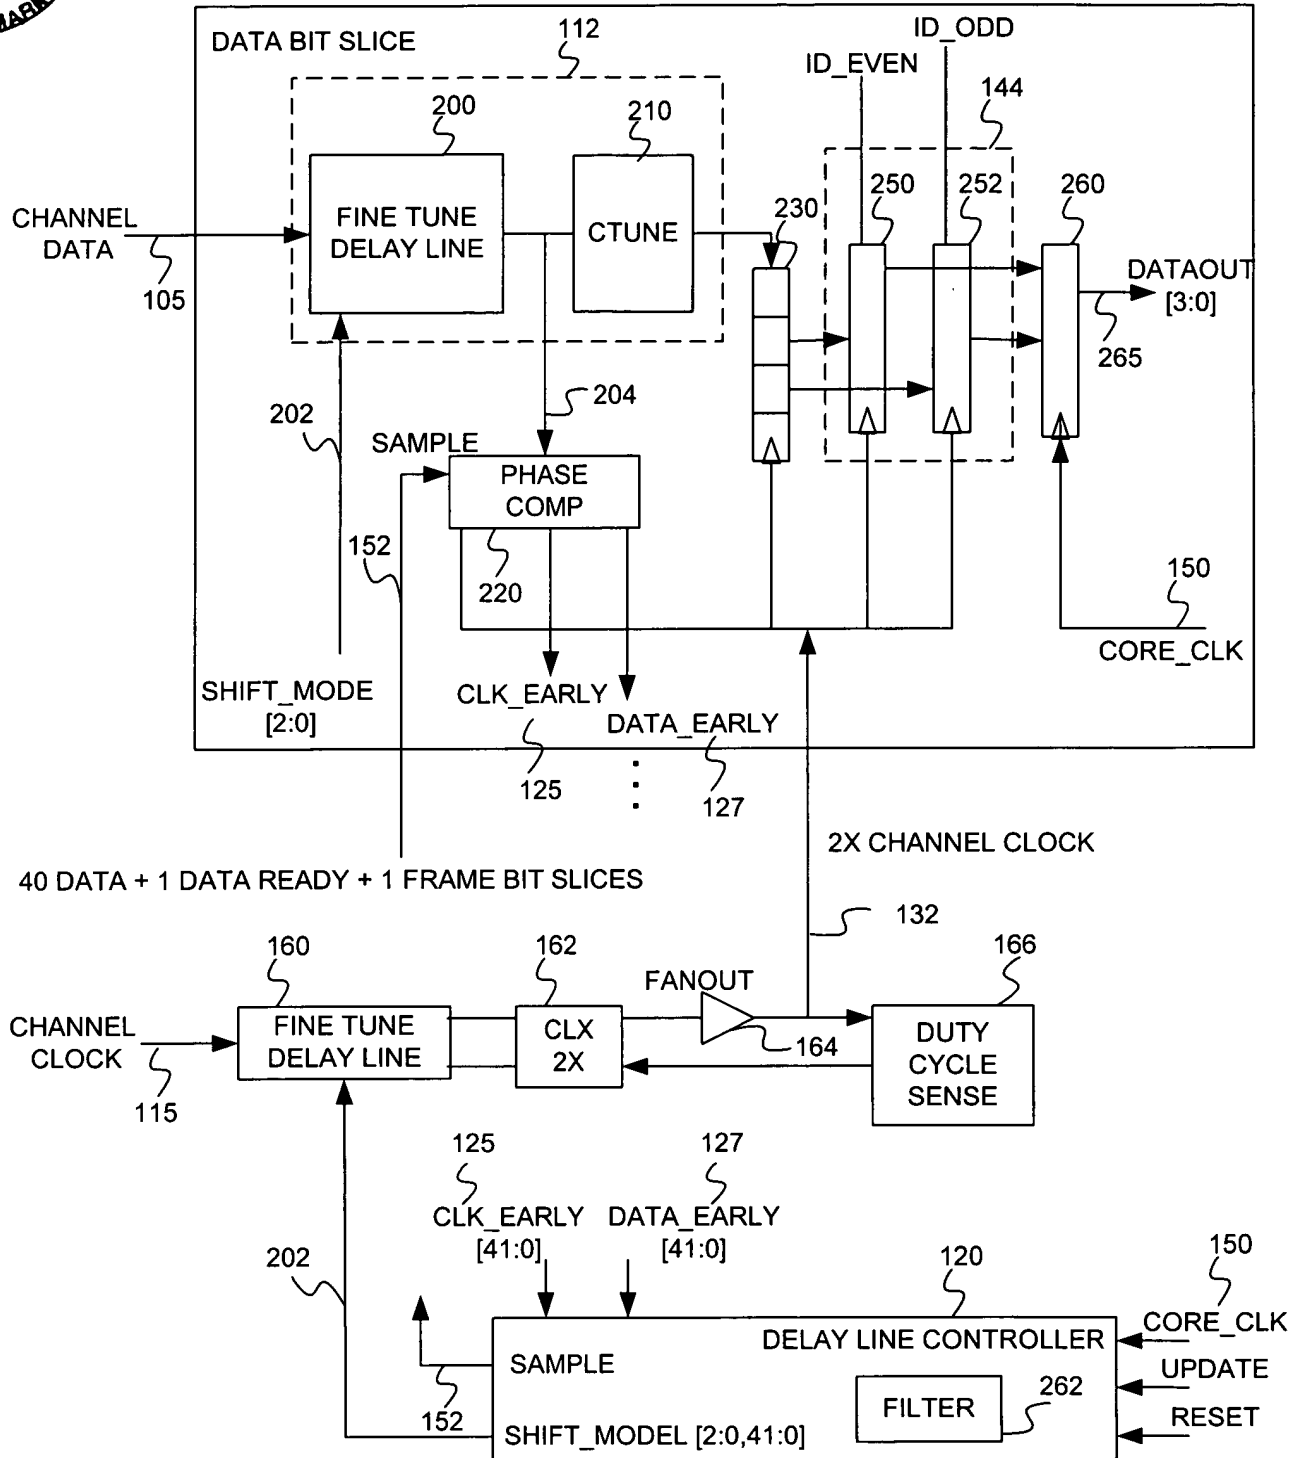 MARK
DATA BIT SLICE
112
ID_ODD
ID_EVEN
144
200
210
250
252
260
230
CHANNEL
DATA
105
FINE TUNE
DELAY LINE
CTUNE
DATAOUT
[3:0]
265
202
204
SAMPLE
PHASE
COMP
152
220
150
CORE_CLK
SHIFT_MODE
[2:0]
CLK_EARLY
DATA_EARLY
125
127
2X CHANNEL CLOCK
40 DATA + 1 DATA READY + 1 FRAME BIT SLICES
132
160
162
FANOUT
166
CHANNEL
CLOCK
115
FINE TUNE
DELAY LINE
CLX
2X
164
DUTY
CYCLE
SENSE
125
127
CLK_EARLY
[41:0]
DATA_EARLY
[41:0]
202
120
150
CORE_CLK
DELAY LINE CONTROLLER
SAMPLE
UPDATE
152
FILTER
262
RESET
SHIFT_MODEL [2:0,41:0]